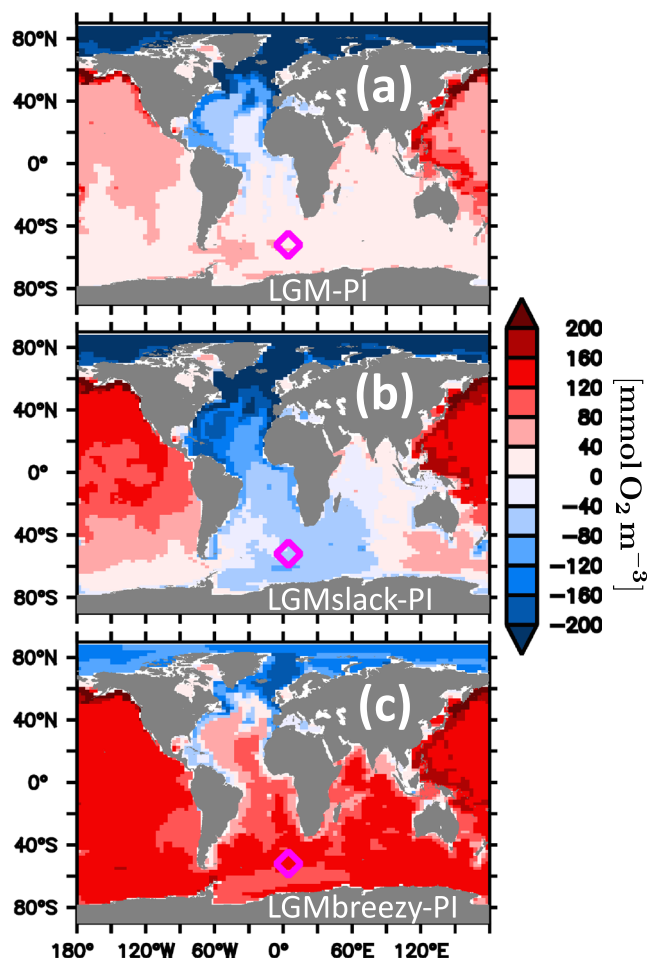 80°N
40°N
0°
40°S
80°S
(a)
LGM-PI
80°N
40°N
0°
40°S
80°S
(b)
LGMslack-PI
80°N
40°N
0°
40°S
80°S
(c)
LGMbreezy-PI
180°
120°W
60°W
0°
60°E
120°E
200
160
120
80
40
0
−40
−80
−120
−160
−200
[mmol O₂ m⁻³]